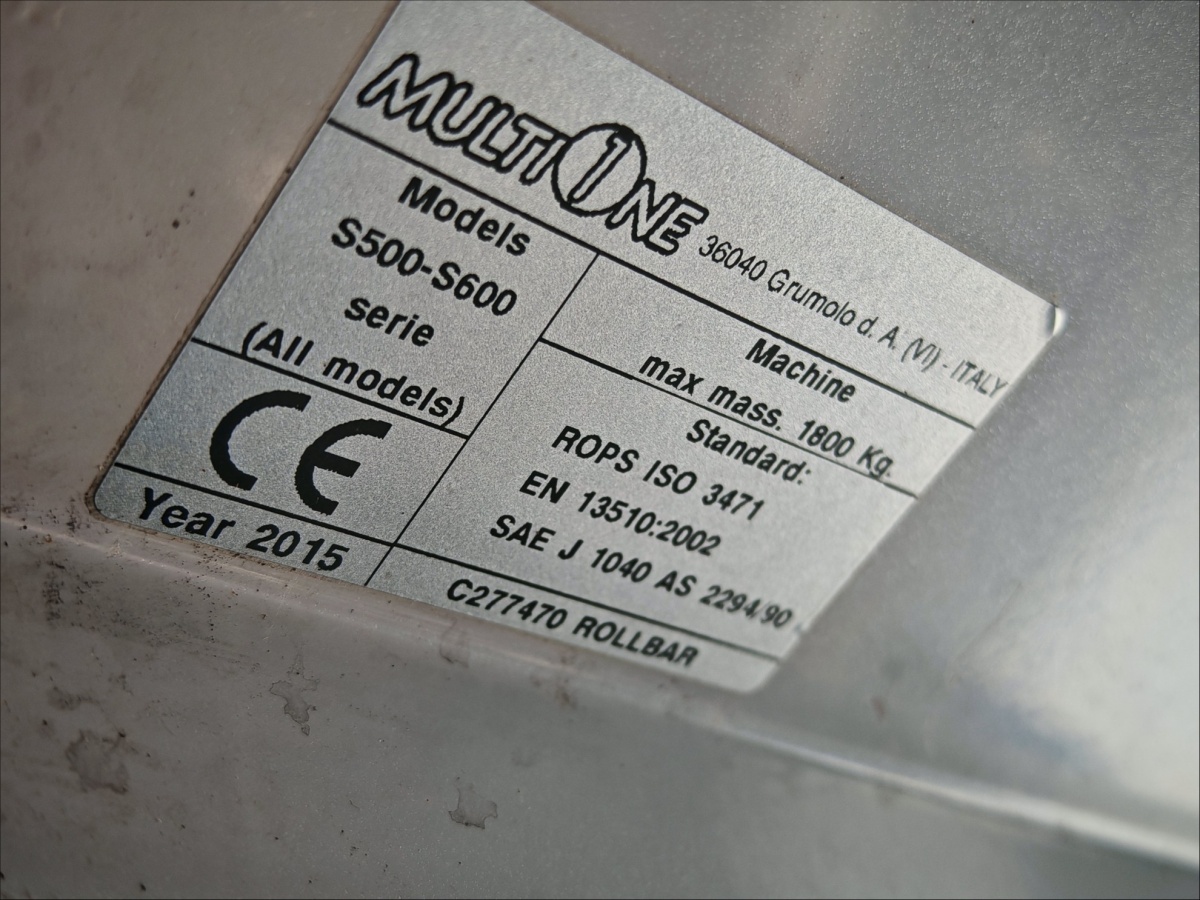 MULTIONE 36040 Grumolo d. A. (VI) - ITALY
Models
S500-S600
serie
(All models)
CE
Year 2015
Machine
max mass. 1800 Kg.
Standard:
ROPS ISO 3471
EN 13510:2002
SAE J 1040 AS 2294/90
C277470 ROLLBAR